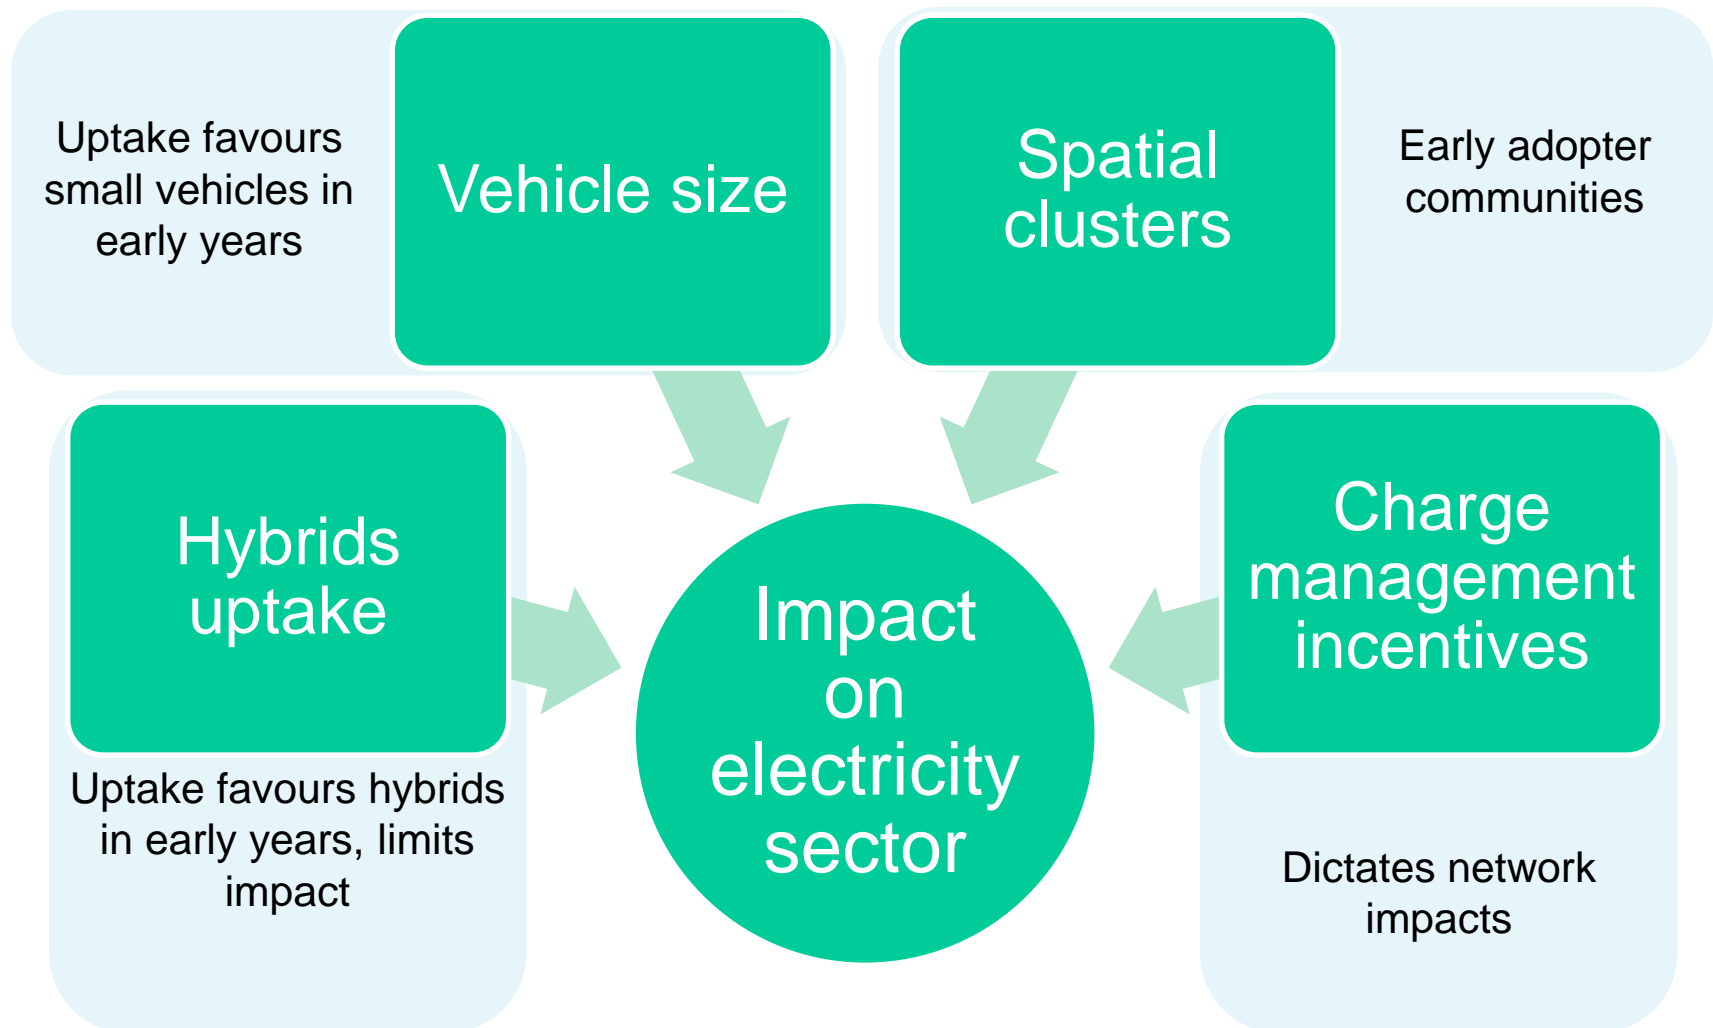 Uptake favours
small vehicles in
early years
Vehicle size
Spatial
clusters
Early adopter
communities
Hybrids
uptake
Uptake favours hybrids
in early years, limits
impact
Impact
on
electricity
sector
Charge
management
incentives
Dictates network
impacts